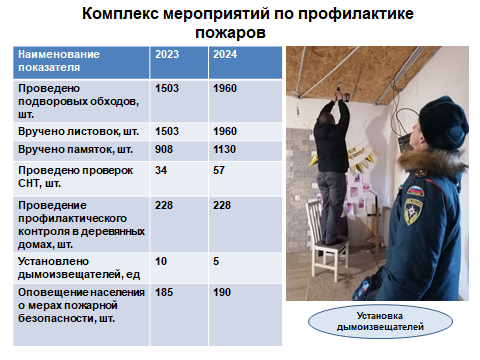 Комплекс мероприятий по профилактике
пожаров
Наименование
показателя
2023
2024
Проведено
подворовых обходов,
шт.
1503
1960
Вручено листовок, шт.
1503
1960
Вручено памяток, шт.
908
1130
Проведено проверок
СНТ, шт.
34
57
Проведение
профилактического
контроля в деревянных
домах, шт.
228
228
Установлено
дымоизвещателей, ед
10
5
Оповещение населения
о мерах пожарной
безопасности, шт.
185
190
Установка
дымоизвещателей